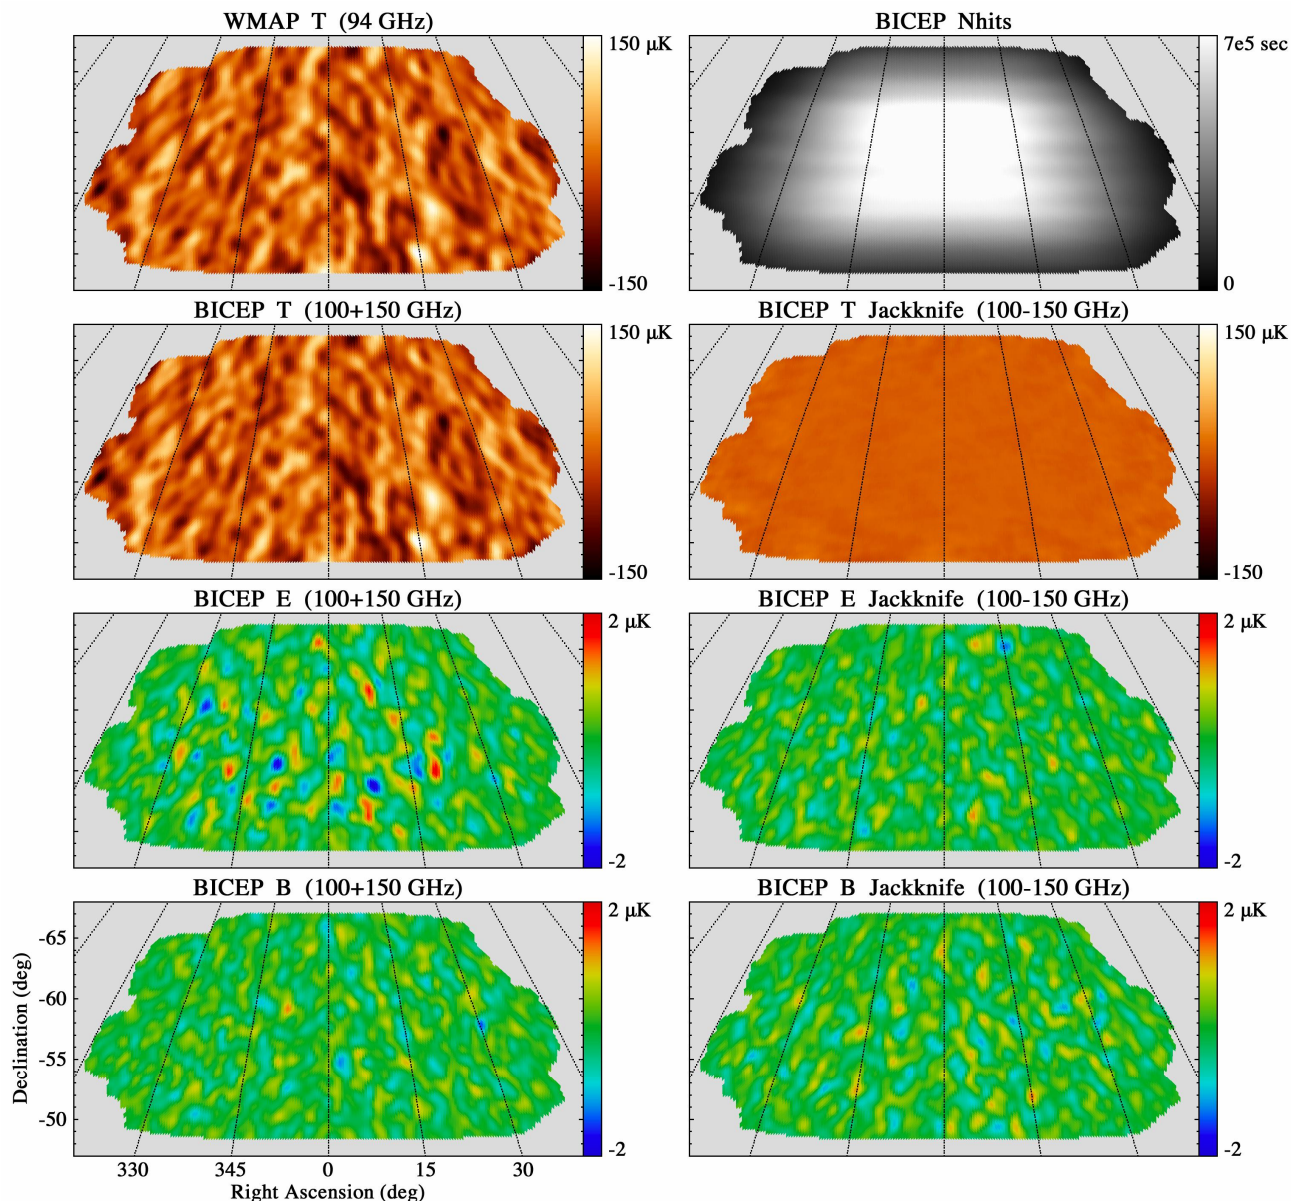 WMAP T (94 GHz)
150 μK
-150
BICEP Nhits
7e5 sec
0
BICEP T (100+150 GHz)
150 μK
-150
BICEP T Jackknife (100-150 GHz)
150 μK
-150
BICEP E (100+150 GHz)
2 μK
-2
BICEP E Jackknife (100-150 GHz)
2 μK
-2
BICEP B (100+150 GHz)
2 μK
-2
BICEP B Jackknife (100-150 GHz)
2 μK
-2
Declination (deg)
-65
-60
-55
-50
330 345 0 15 30
Right Ascension (deg)